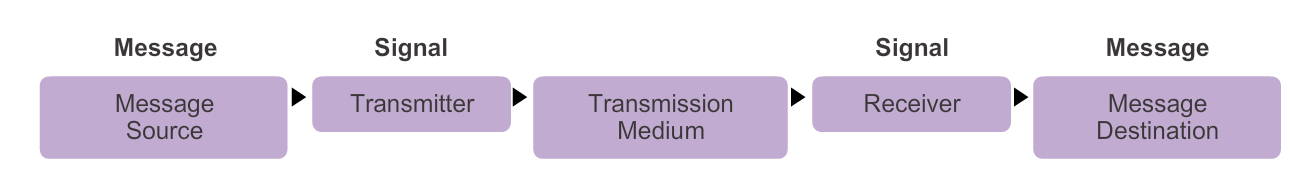 Message
Signal
Signal
Message
Message
Source
Transmitter
Transmission
Medium
Receiver
Message
Destination